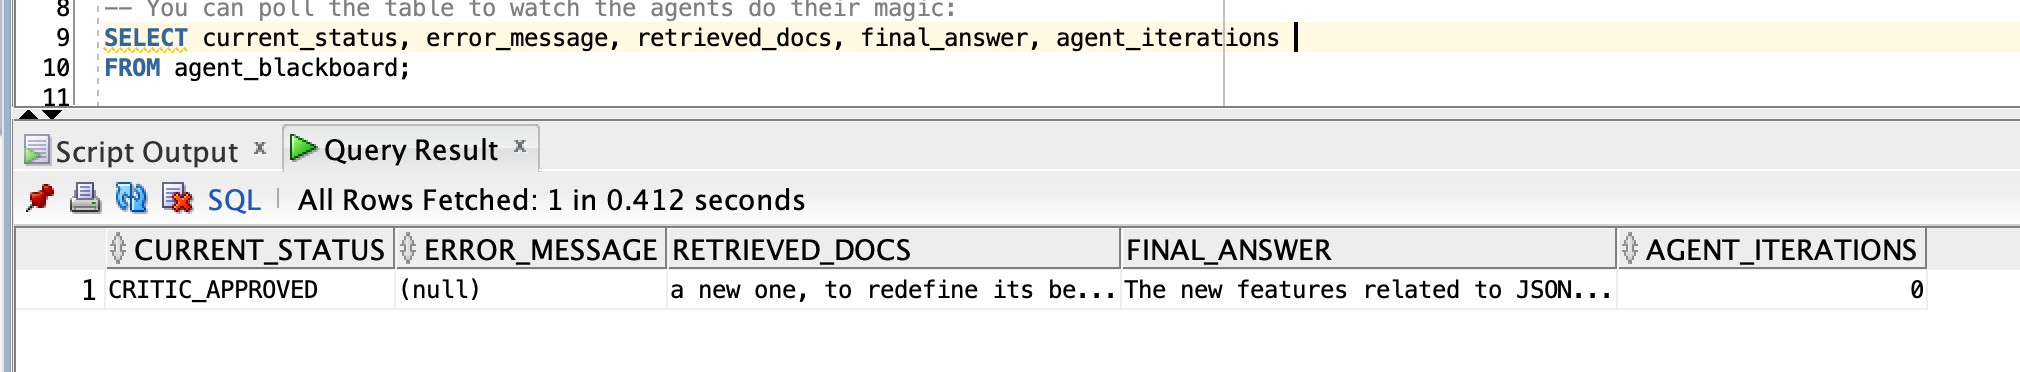 8 -- You can poll the table to watch the agents do their magic:
9 SELECT current_status, error_message, retrieved_docs, final_answer, agent_iterations
10 FROM agent_blackboard;
11
Script Output x Query Result x
SQL All Rows Fetched: 1 in 0.412 seconds
CURRENT_STATUS ERROR_MESSAGE RETRIEVED_DOCS FINAL_ANSWER AGENT_ITERATIONS
1 CRITIC_APPROVED (null) a new one, to redefine its be... The new features related to JSON... 0